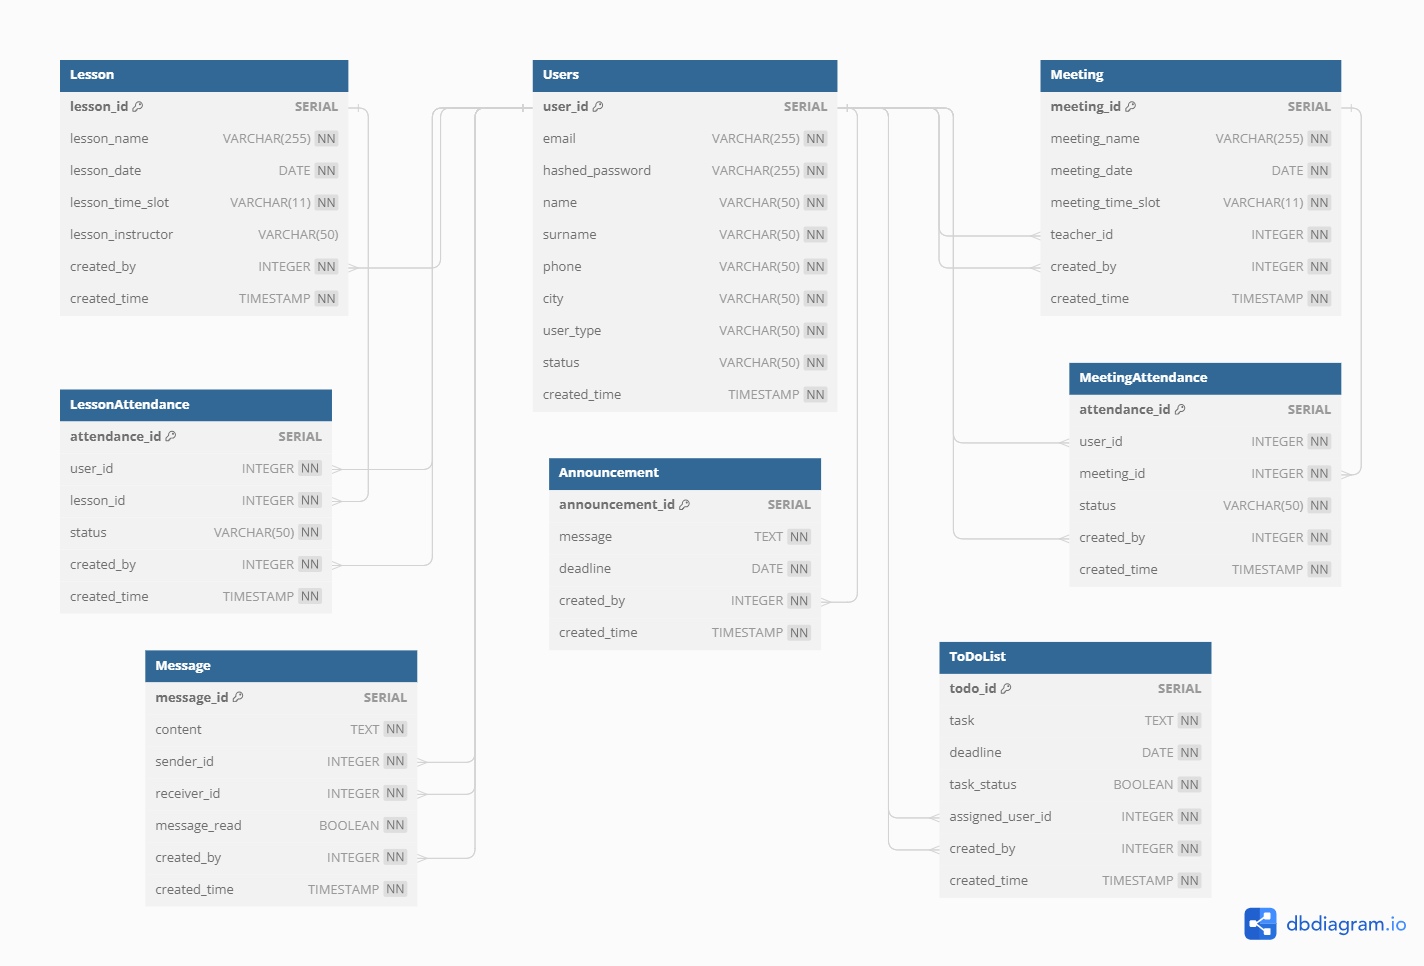 Lesson
lesson_id SERIAL
lesson_name VARCHAR(255) NN
lesson_date DATE NN
lesson_time_slot VARCHAR(11) NN
lesson_instructor VARCHAR(50)
created_by INTEGER NN
created_time TIMESTAMP NN
Users
user_id SERIAL
email VARCHAR(255) NN
hashed_password VARCHAR(255) NN
name VARCHAR(50) NN
surname VARCHAR(50) NN
phone VARCHAR(50) NN
city VARCHAR(50) NN
user_type VARCHAR(50) NN
status VARCHAR(50) NN
created_time TIMESTAMP NN
Meeting
meeting_id SERIAL
meeting_name VARCHAR(255) NN
meeting_date DATE NN
meeting_time_slot VARCHAR(11) NN
teacher_id INTEGER NN
created_by INTEGER NN
created_time TIMESTAMP NN
LessonAttendance
attendance_id SERIAL
user_id INTEGER NN
lesson_id INTEGER NN
status VARCHAR(50) NN
created_by INTEGER NN
created_time TIMESTAMP NN
Announcement
announcement_id SERIAL
message TEXT NN
deadline DATE NN
created_by INTEGER NN
created_time TIMESTAMP NN
MeetingAttendance
attendance_id SERIAL
user_id INTEGER NN
meeting_id INTEGER NN
status VARCHAR(50) NN
created_by INTEGER NN
created_time TIMESTAMP NN
Message
message_id SERIAL
content TEXT NN
sender_id INTEGER NN
receiver_id INTEGER NN
message_read BOOLEAN NN
created_by INTEGER NN
created_time TIMESTAMP NN
ToDoList
todo_id SERIAL
task TEXT NN
deadline DATE NN
task_status BOOLEAN NN
assigned_user_id INTEGER NN
created_by INTEGER NN
created_time TIMESTAMP NN
dbdiagram.io